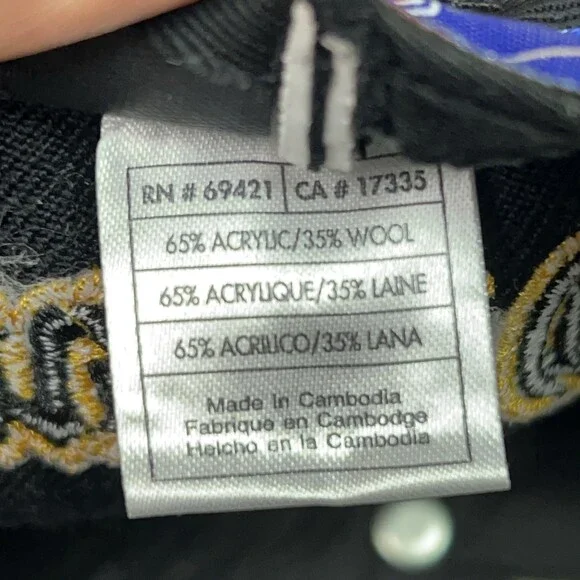 RN # 69421 CA # 17335
65% ACRYLIC/35% WOOL
65% ACRYLIQUE/35% LAINE
65% ACRILICO/35% LANA
Made In Cambodia
Fabrique en Cambodge
Helcho en la Cambodia